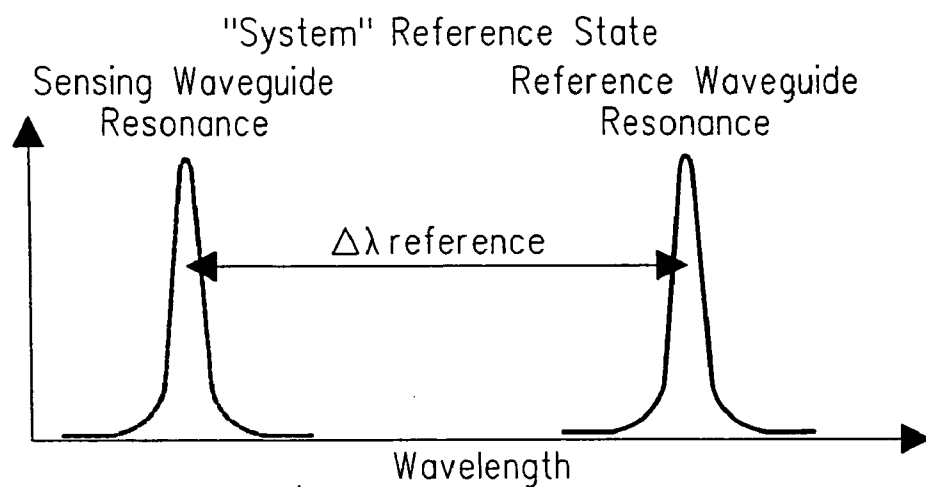 "System" Reference State
Sensing Waveguide
Resonance
Reference Waveguide
Resonance
Δλ reference
Wavelength